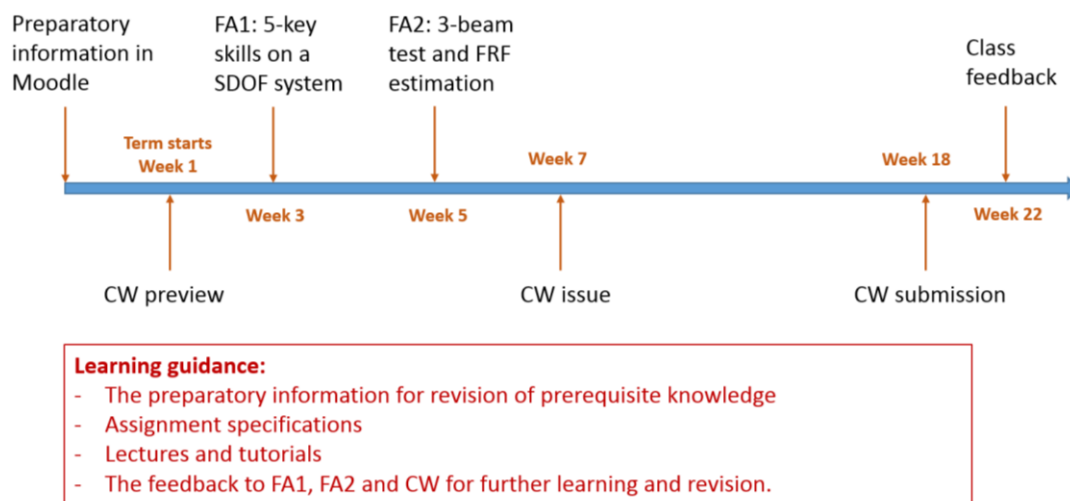 Preparatory
information in
Moodle
FA1: 5-key
skills on a
SDOF system
FA2: 3-beam
test and FRF
estimation
Class
feedback
Term starts
Week 1
Week 7
Week 18
Week 3
Week 5
Week 22
CW preview
CW issue
CW submission
Learning guidance:
- The preparatory information for revision of prerequisite knowledge
- Assignment specifications
- Lectures and tutorials
- The feedback to FA1, FA2 and CW for further learning and revision.